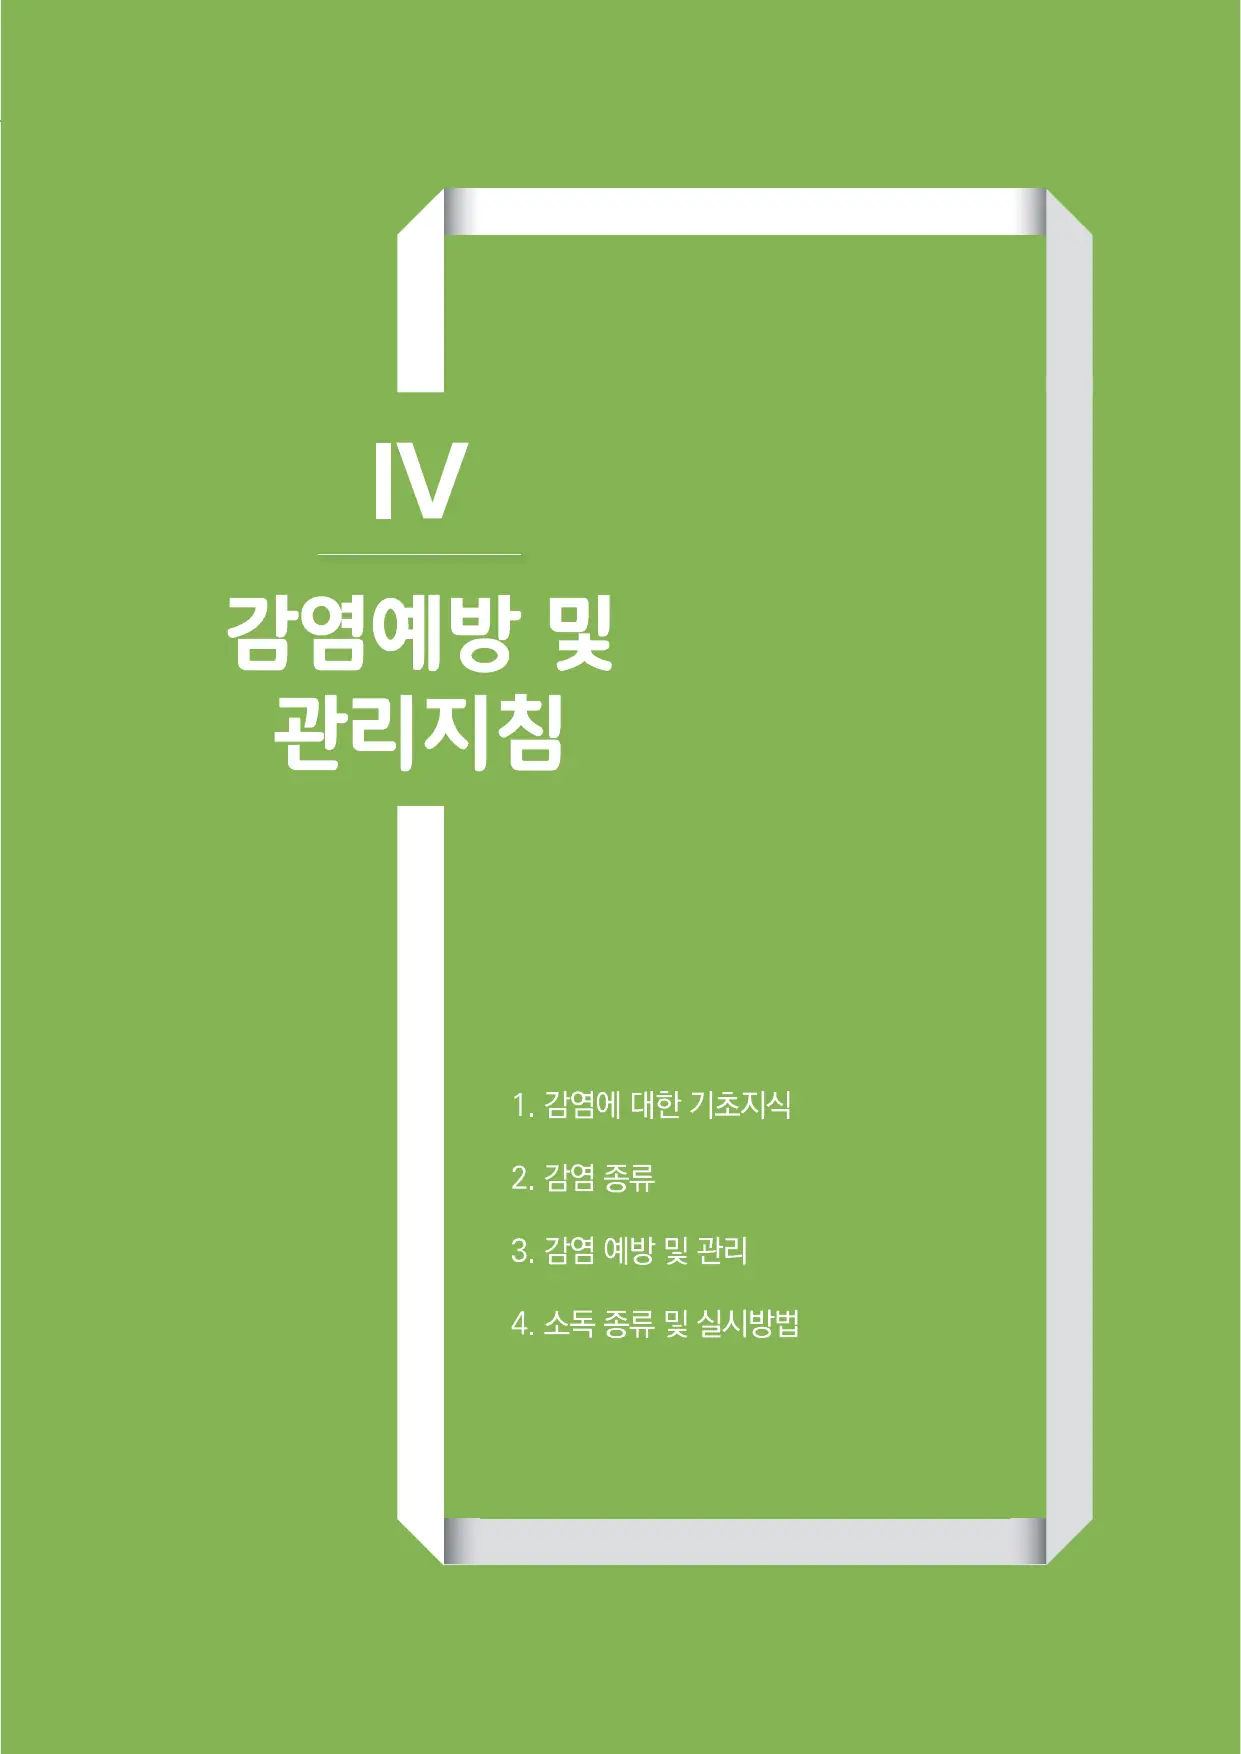 IV
감염예방 및
관리지침
1. 감염에 대한 기초지식
2. 감염 종류
3. 감염 예방 및 관리
4. 소독 종류 및 실시방법